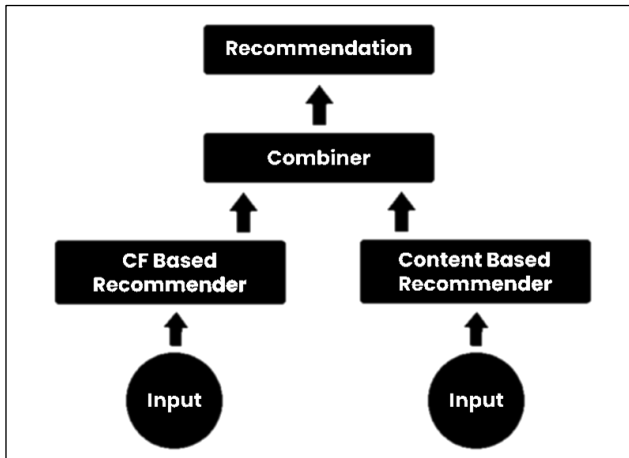 Recommendation
Combiner
CF Based
Recommender
Content Based
Recommender
Input
Input